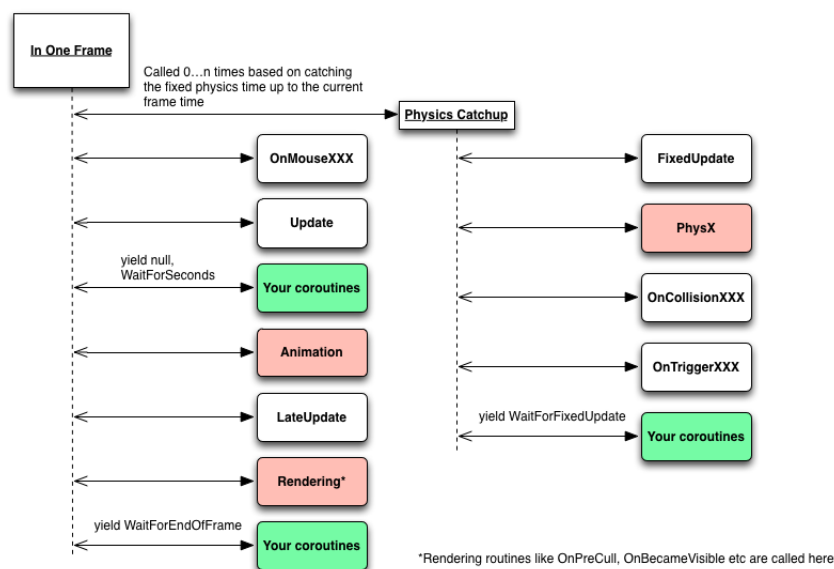 In One Frame
Called 0...n times based on catching
the fixed physics time up to the current
frame time
Physics Catchup
OnMouseXXX
Update
yield null,
WaitForSeconds
Your coroutines
Animation
LateUpdate
Rendering*
yield WaitForEndOfFrame
Your coroutines
FixedUpdate
PhysX
OnCollisionXXX
OnTriggerXXX
yield WaitForFixedUpdate
Your coroutines
*Rendering routines like OnPreCull, OnBecameVisible etc are called here